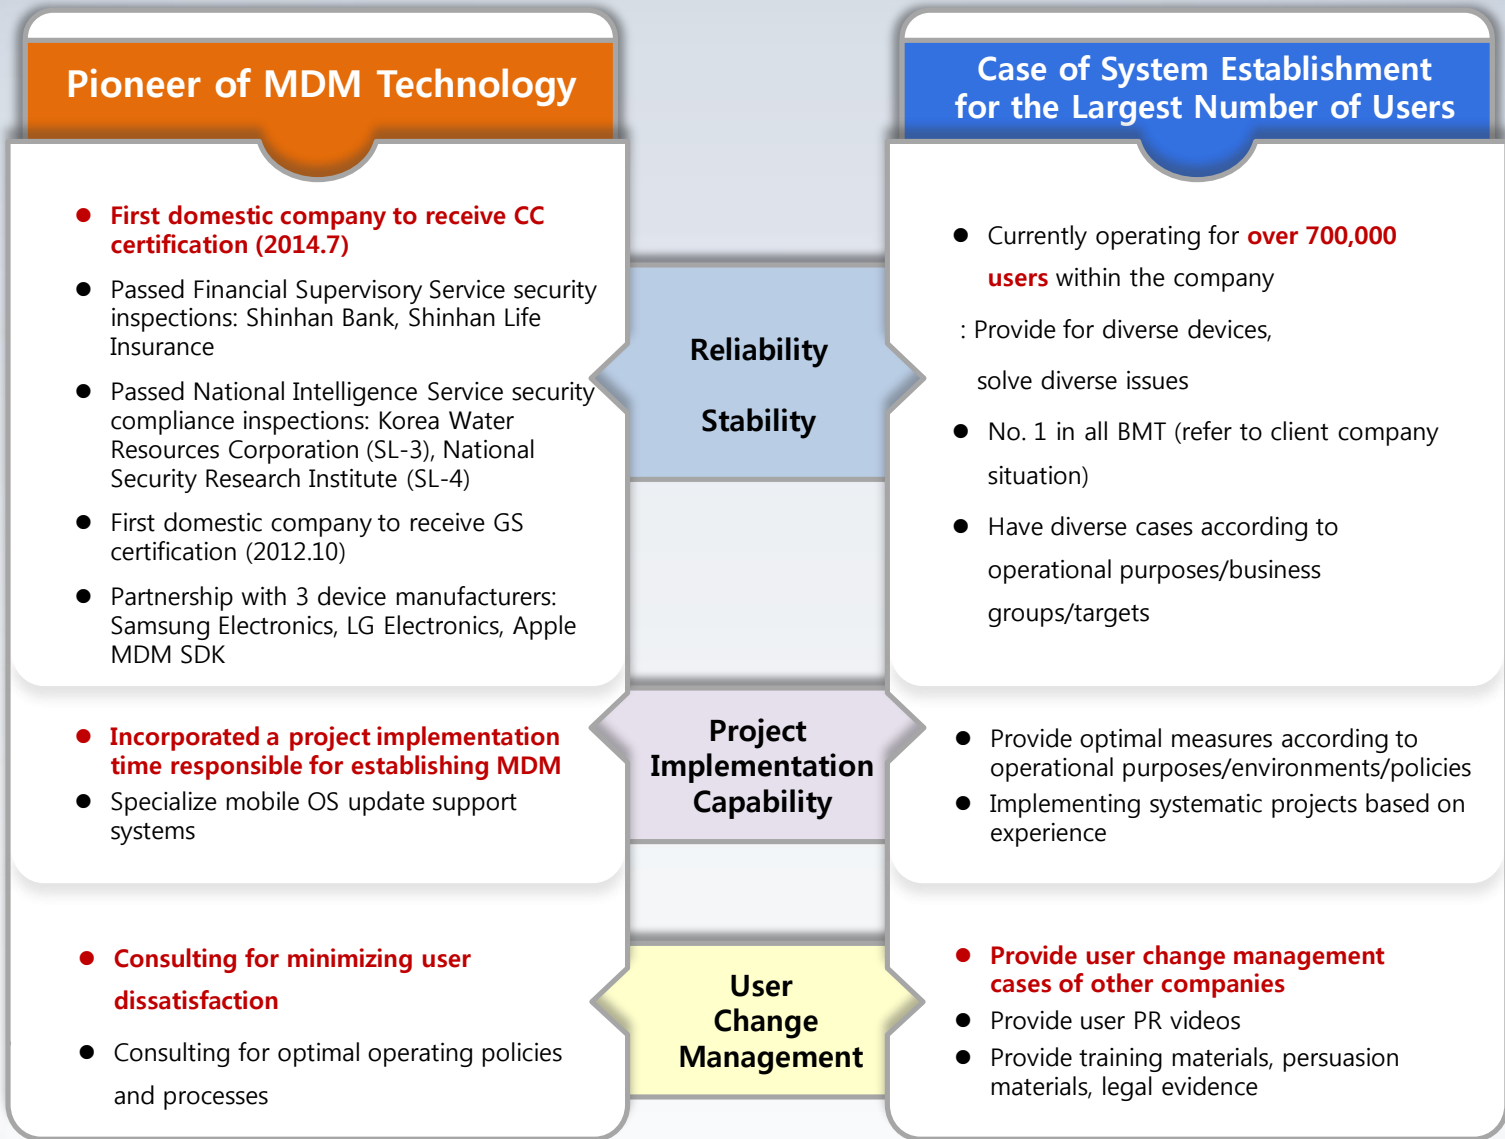 Pioneer of MDM Technology
● First domestic company to receive CC
certification (2014.7)
● Passed Financial Supervisory Service security
inspections: Shinhan Bank, Shinhan Life
Insurance
● Passed National Intelligence Service security
compliance inspections: Korea Water
Resources Corporation (SL-3), National
Security Research Institute (SL-4)
● First domestic company to receive GS
certification (2012.10)
● Partnership with 3 device manufacturers:
Samsung Electronics, LG Electronics, Apple
MDM SDK
● Incorporated a project implementation
time responsible for establishing MDM
● Specialize mobile OS update support
systems
● Consulting for minimizing user
dissatisfaction
● Consulting for optimal operating policies
and processes
Reliability
Stability
Project
Implementation
Capability
User
Change
Management
Case of System Establishment
for the Largest Number of Users
● Currently operating for over 700,000
users within the company
: Provide for diverse devices,
solve diverse issues
● No. 1 in all BMT (refer to client company
situation)
● Have diverse cases according to
operational purposes/business
groups/targets
● Provide optimal measures according to
operational purposes/environments/policies
● Implementing systematic projects based on
experience
● Provide user change management
cases of other companies
● Provide user PR videos
● Provide training materials, persuasion
materials, legal evidence